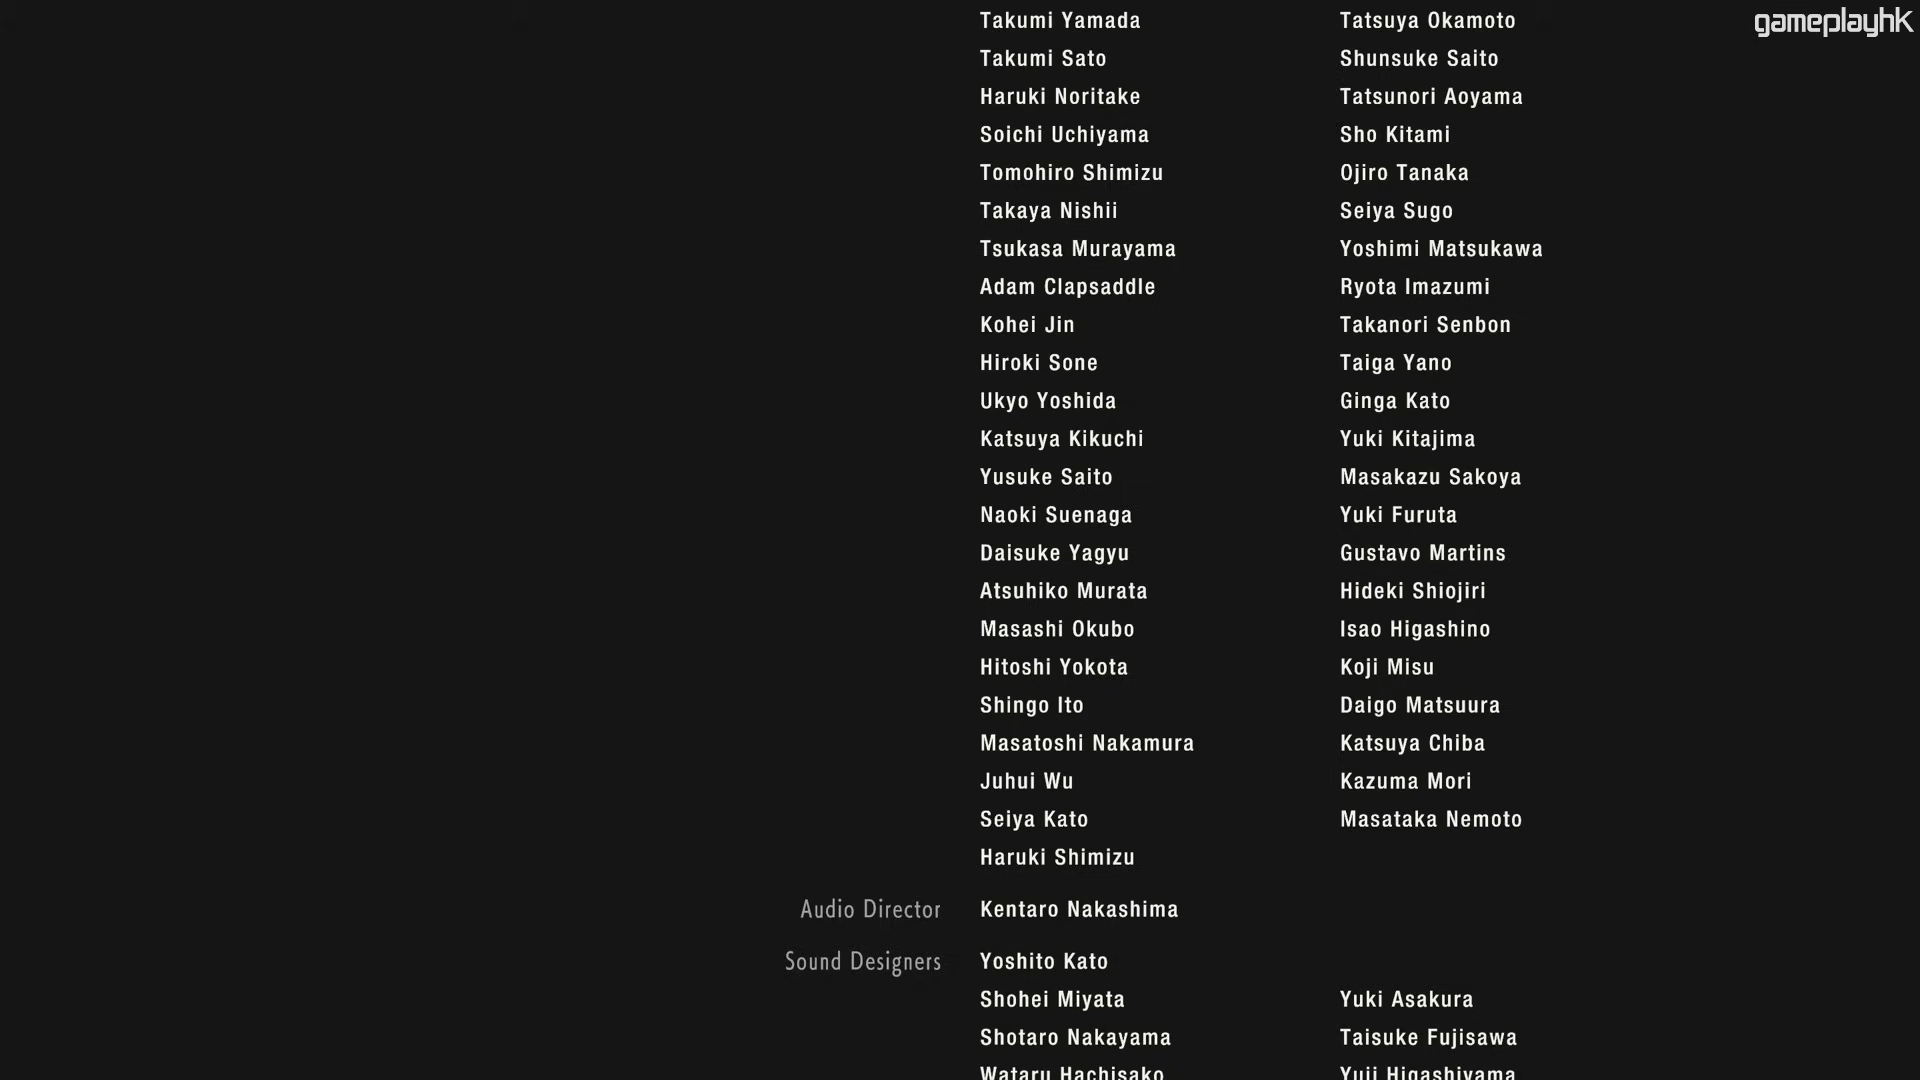 gameplayhk
Takumi Yamada Tatsuya Okamoto
Takumi Sato Shunsuke Saito
Haruki Noritake Tatsunori Aoyama
Soichi Uchiyama Sho Kitami
Tomohiro Shimizu Ojiro Tanaka
Takaya Nishii Seiya Sugo
Tsukasa Murayama Yoshimi Matsukawa
Adam Clapsaddle Ryota Imazumi
Kohei Jin Takanori Senbon
Hiroki Sone Taiga Yano
Ukyo Yoshida Ginga Kato
Katsuya Kikuchi Yuki Kitajima
Yusuke Saito Masakazu Sakoya
Naoki Suenaga Yuki Furuta
Daisuke Yagyu Gustavo Martins
Atsuhiko Murata Hideki Shiojiri
Masashi Okubo Isao Higashino
Hitoshi Yokota Koji Misu
Shingo Ito Daigo Matsuura
Masatoshi Nakamura Katsuya Chiba
Juhui Wu Kazuma Mori
Seiya Kato Masataka Nemoto
Haruki Shimizu
Audio Director Kentaro Nakashima
Sound Designers Yoshito Kato
Shohei Miyata Yuki Asakura
Shotaro Nakayama Taisuke Fujisawa
Wataru Hachisako Yuji Higashiyama